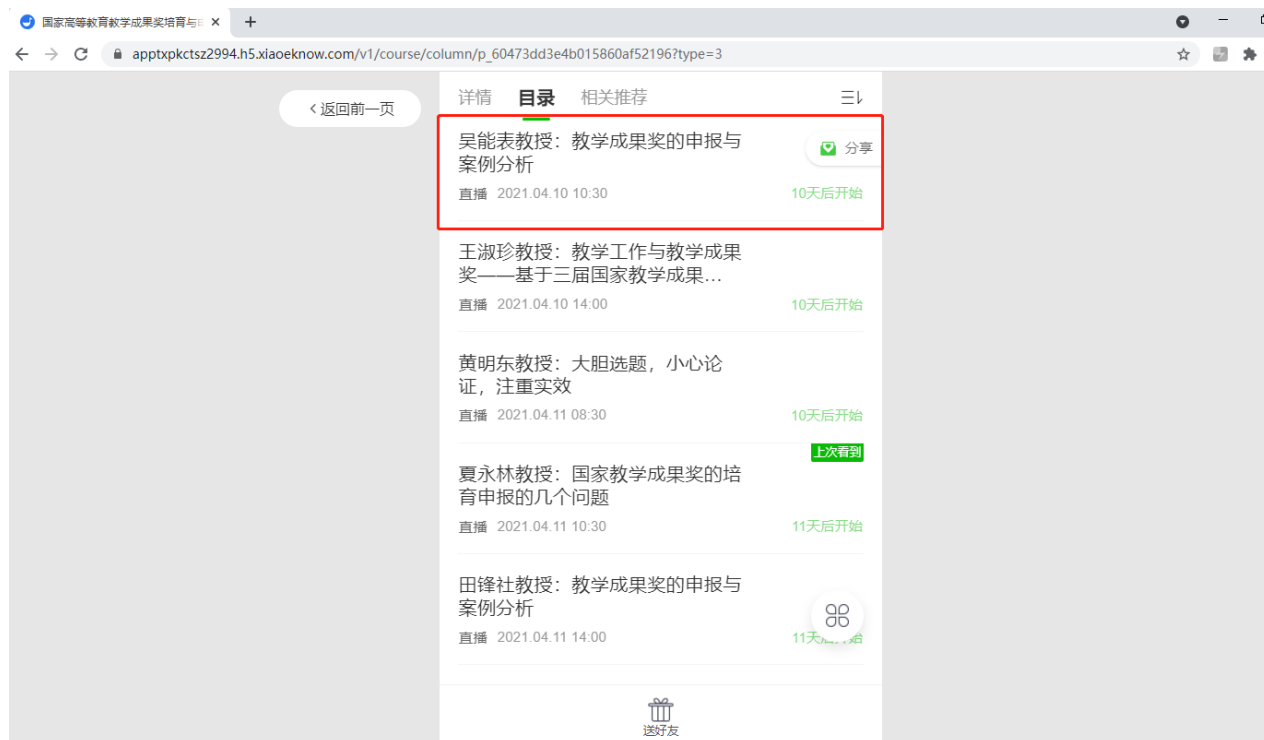 国家高等教育教学成果奖培育与
apptxpkctsz2994.h5.xiaoeknow.com/v1/course/column/p_60473dd3e4b015860af52196?type=3
返回前一页
详情 目录 相关推荐
吴能表教授：教学成果奖的申报与
案例分析
分享
直播 2021.04.10 10:30 10天后开始
王淑珍教授：教学工作与教学成果
奖——基于三届国家教学成果...
直播 2021.04.10 14:00 10天后开始
黄明东教授：大胆选题，小心论
证，注重实效
直播 2021.04.11 08:30 10天后开始
上次看到
夏永林教授：国家教学成果奖的培
育申报的几个问题
直播 2021.04.11 10:30 11天后开始
田锋社教授：教学成果奖的申报与
案例分析
直播 2021.04.11 14:00 11天 始
送好友